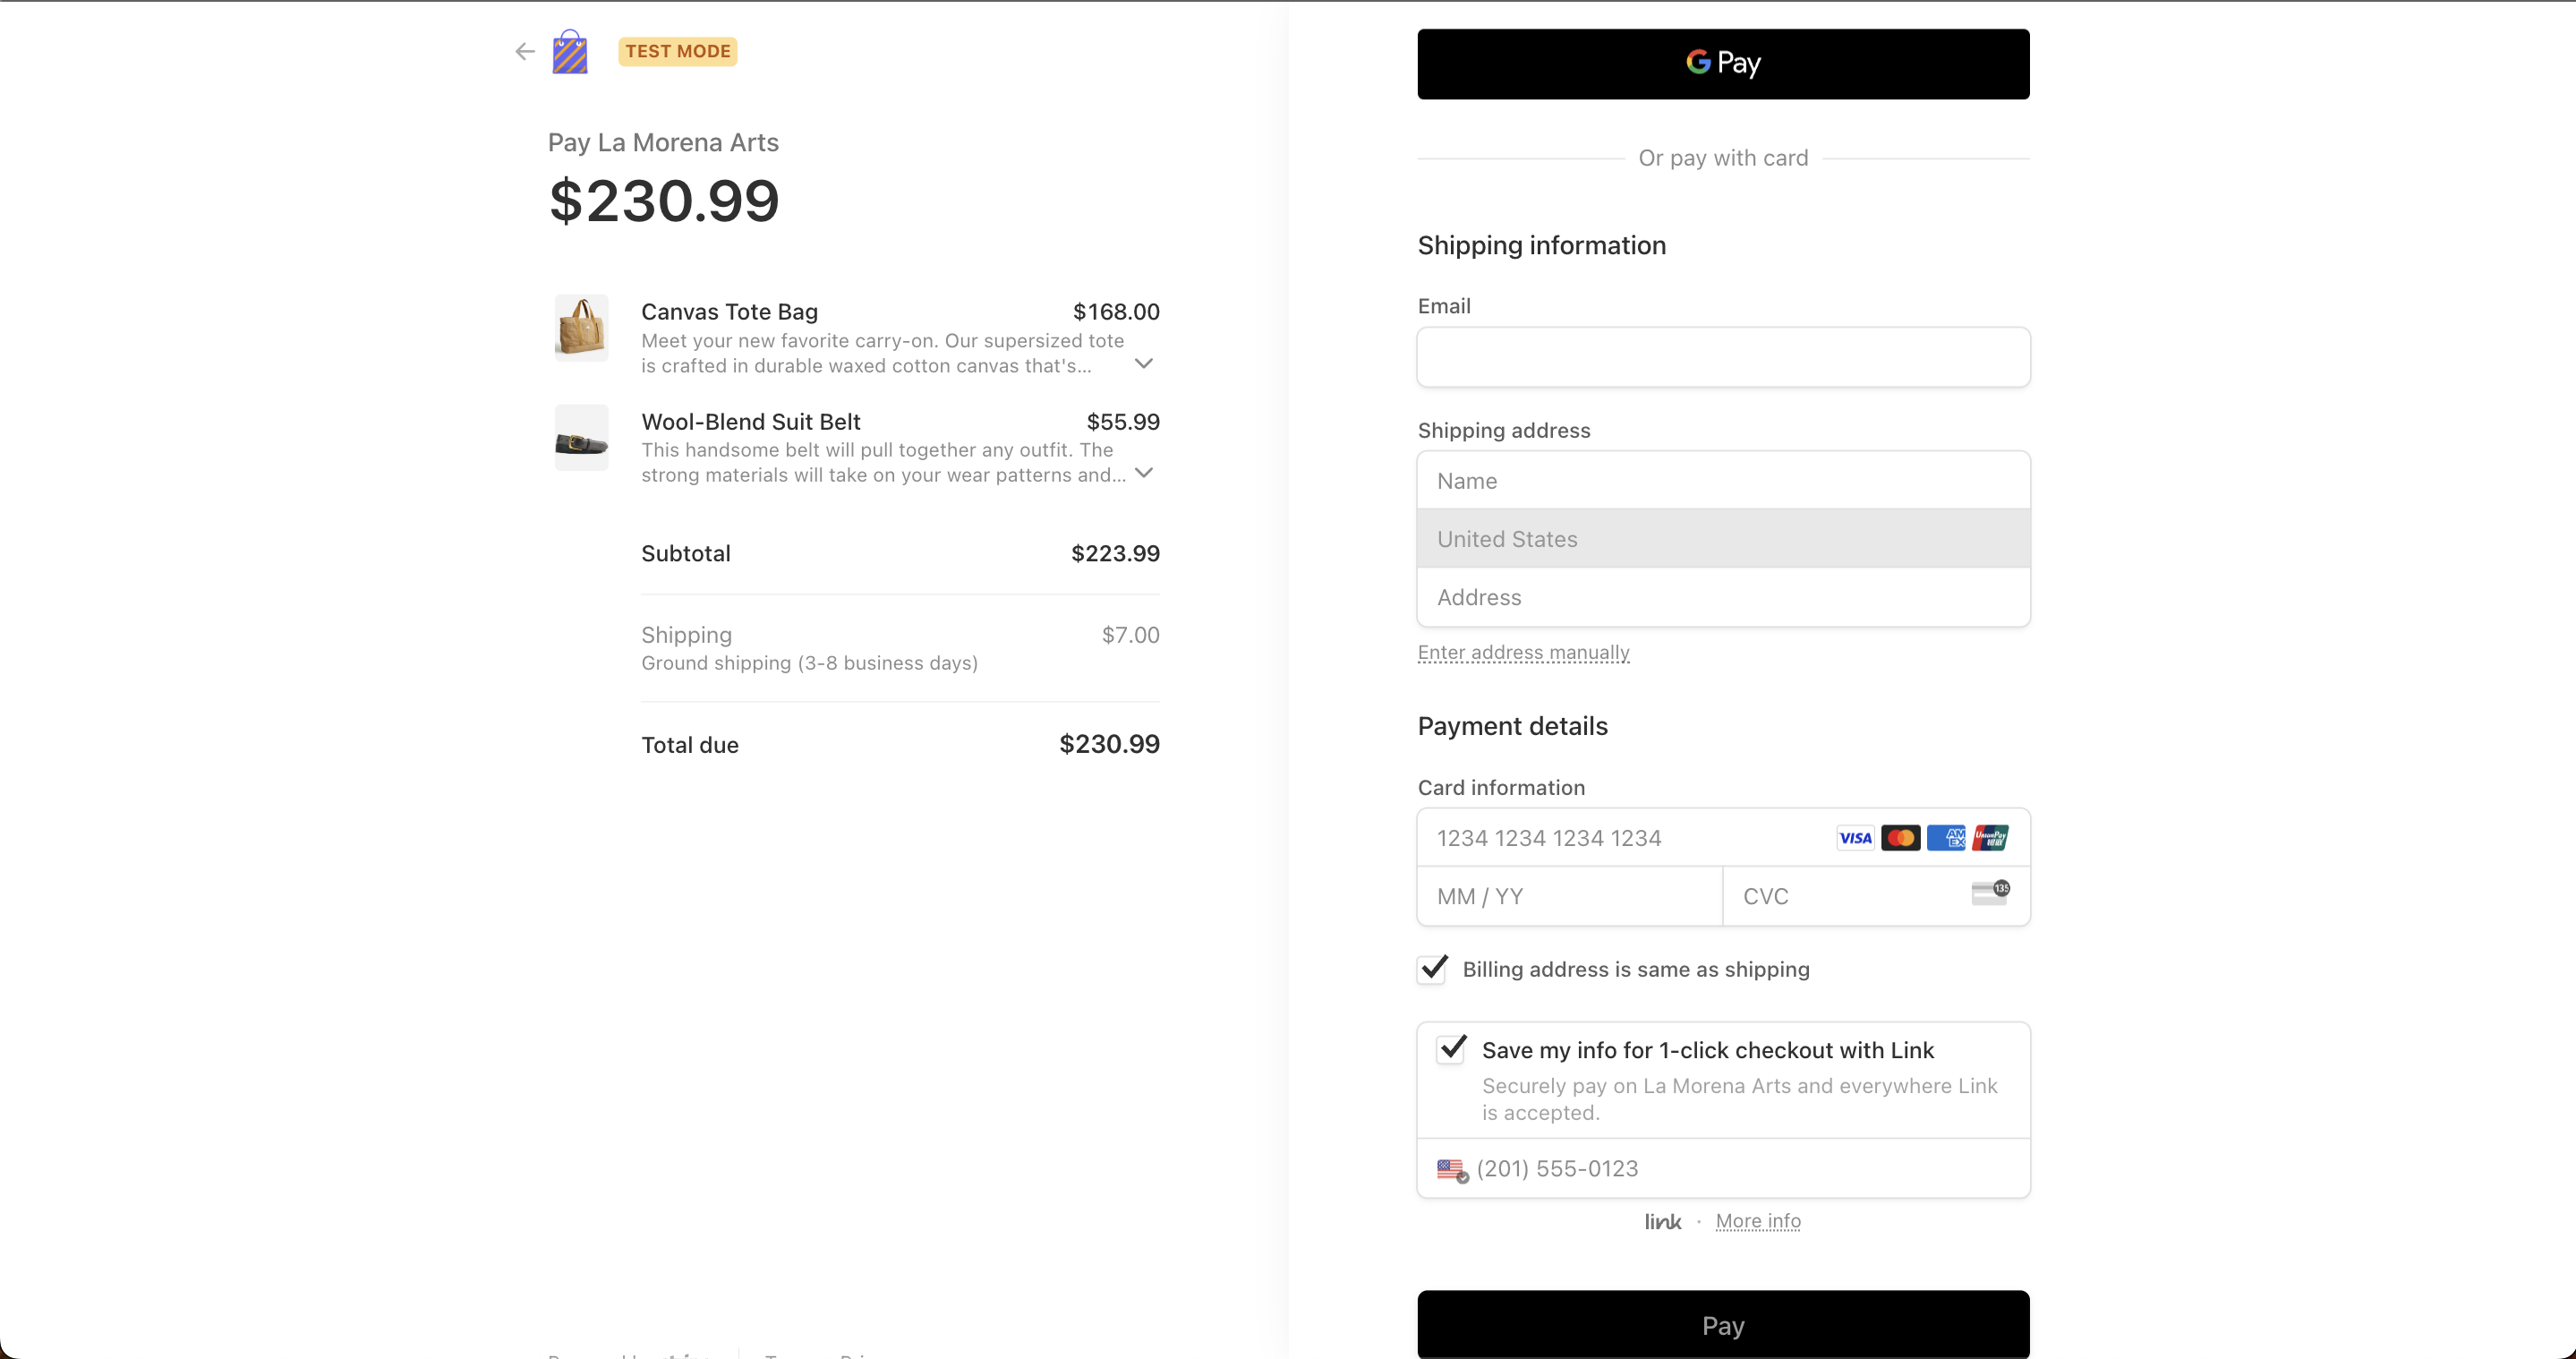 TEST MODE
Pay La Morena Arts
$230.99
Canvas Tote Bag $168.00
Meet your new favorite carry-on. Our supersized tote
is crafted in durable waxed cotton canvas that's...
Wool-Blend Suit Belt $55.99
This handsome belt will pull together any outfit. The
strong materials will take on your wear patterns and...
Subtotal $223.99
Shipping $7.00
Ground shipping (3-8 business days)
Total due $230.99
G Pay
Or pay with card
Shipping information
Email
Shipping address
Name
United States
Address
Enter address manually
Payment details
Card information
1234 1234 1234 1234 VISA AMEX UnionPay
MM / YY CVC 135
Billing address is same as shipping
Save my info for 1-click checkout with Link
Securely pay on La Morena Arts and everywhere Link
is accepted.
(201) 555-0123
link · More info
Pay